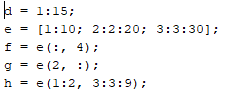 d = 1:15;
e = [1:10; 2:2:20; 3:3:30];
f = e(:, 4);
g = e(2, :);
h = e(1:2, 3:3:9);